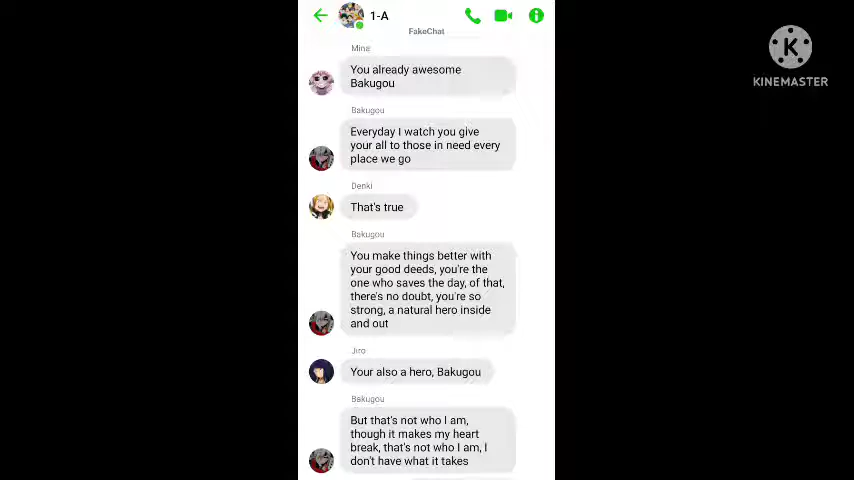 1-A
FakeChat
Mina
You already awesome
Bakugou
Bakugou
Everyday I watch you give
your all to those in need every
place we go
Denki
That's true
Bakugou
You make things better with
your good deeds, you're the
one who saves the day, of that,
there's no doubt, you're so
strong, a natural hero inside
and out
Jiro
Your also a hero, Bakugou
Bakugou
But that's not who I am,
though it makes my heart
break, that's not who I am, I
don't have what it takes
K
KINEMASTER